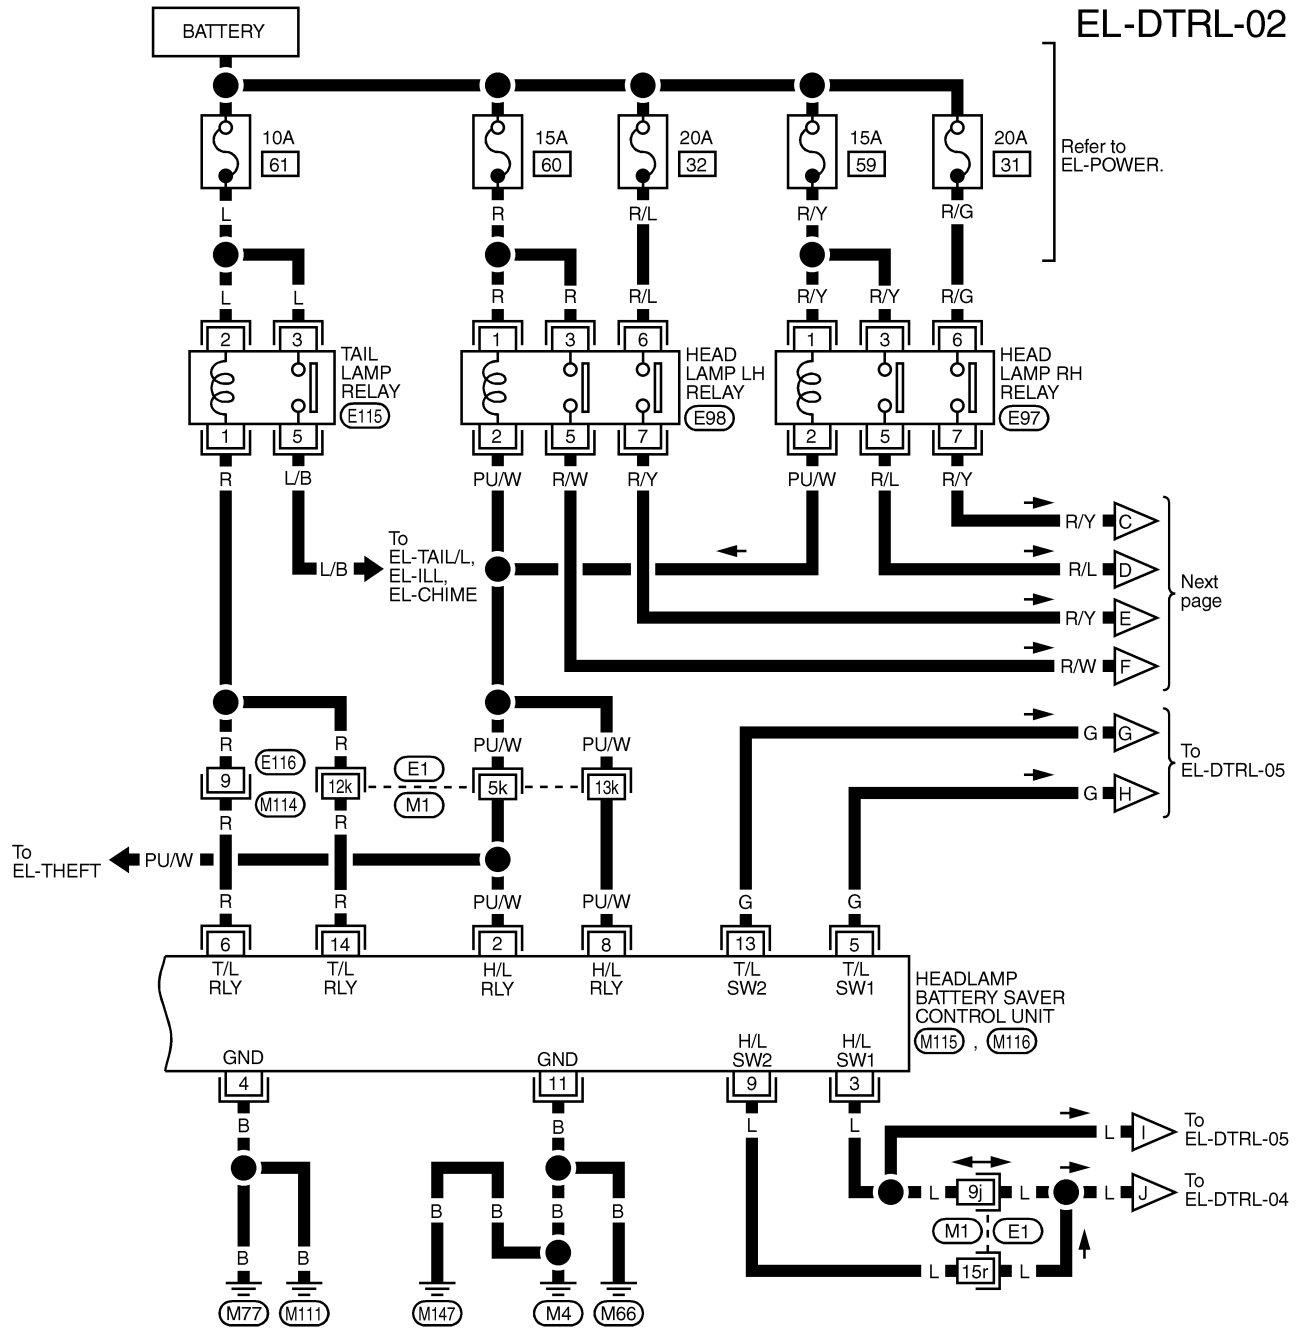 EL-DTRL-02
BATTERY
10A
61
15A
60
20A
32
15A
59
20A
31
Refer to
EL-POWER.
L
R
R/L
R/Y
R/G
L
L
R
R
R/L
R/Y
R/Y
R/G
2
3
1
3
6
1
3
6
TAIL
LAMP
RELAY
E115
HEAD
LAMP LH
RELAY
E98
HEAD
LAMP RH
RELAY
E97
1
5
2
5
7
2
5
7
R
L/B
PU/W
R/W
R/Y
PU/W
R/L
R/Y
R/Y
C
L/B
To
EL-TAIL/L,
EL-ILL,
EL-CHIME
R/L
D
R/Y
E
R/W
F
Next
page
R
R
PU/W
PU/W
G
G
G
H
To
EL-DTRL-05
9
E116
M114
12k
E1
M1
5k
13k
R
R
To
EL-THEFT
PU/W
R
R
PU/W
PU/W
G
G
6
14
2
8
13
5
T/L
RLY
T/L
RLY
H/L
RLY
H/L
RLY
T/L
SW2
T/L
SW1
HEADLAMP
BATTERY SAVER
CONTROL UNIT
M115 , M116
GND
GND
H/L
SW2
H/L
SW1
4
11
9
3
B
B
L
L
L
I
To
EL-DTRL-05
L
9j
L
L
J
To
EL-DTRL-04
M1
E1
L
15r
L
B
B
B
B
B
B
M77
M111
M147
M4
M66